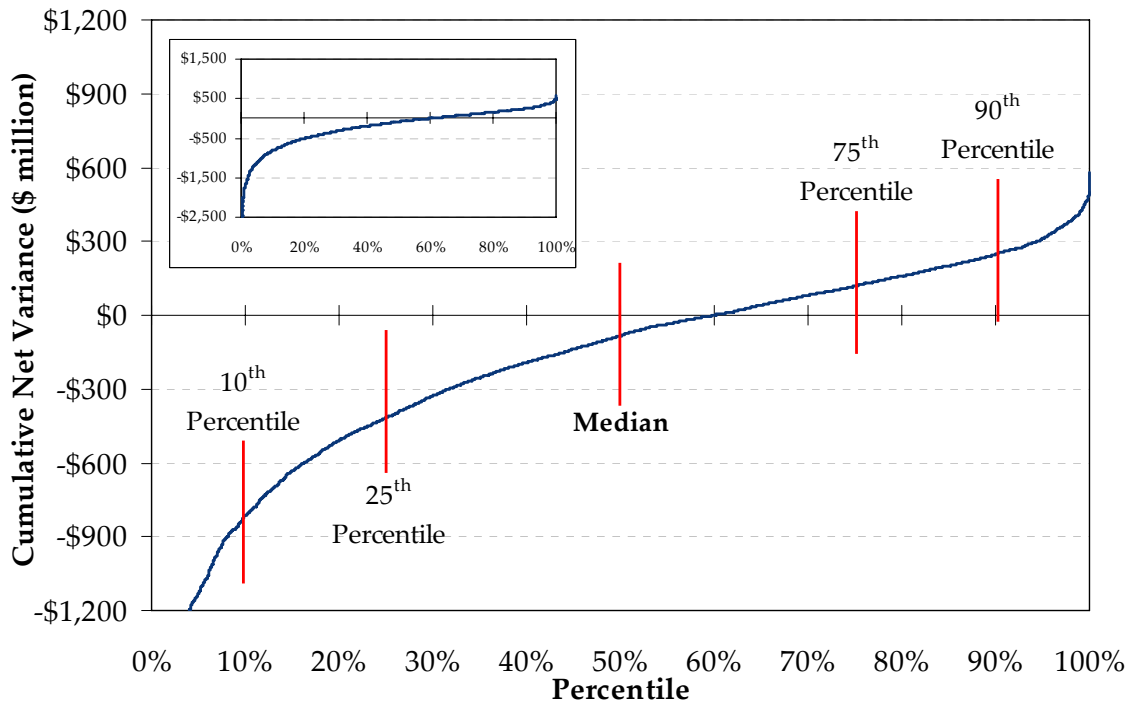 Cumulative Net Variance ($ million)
$1,200
$900
$600
$300
$0
-$300
-$600
-$900
-$1,200
$1,500
$500
-$500
-$1,500
-$2,500
0% 20% 40% 60% 80% 100%
10th
Percentile
25th
Percentile
Median
75th
Percentile
90th
Percentile
0% 10% 20% 30% 40% 50% 60% 70% 80% 90% 100%
Percentile